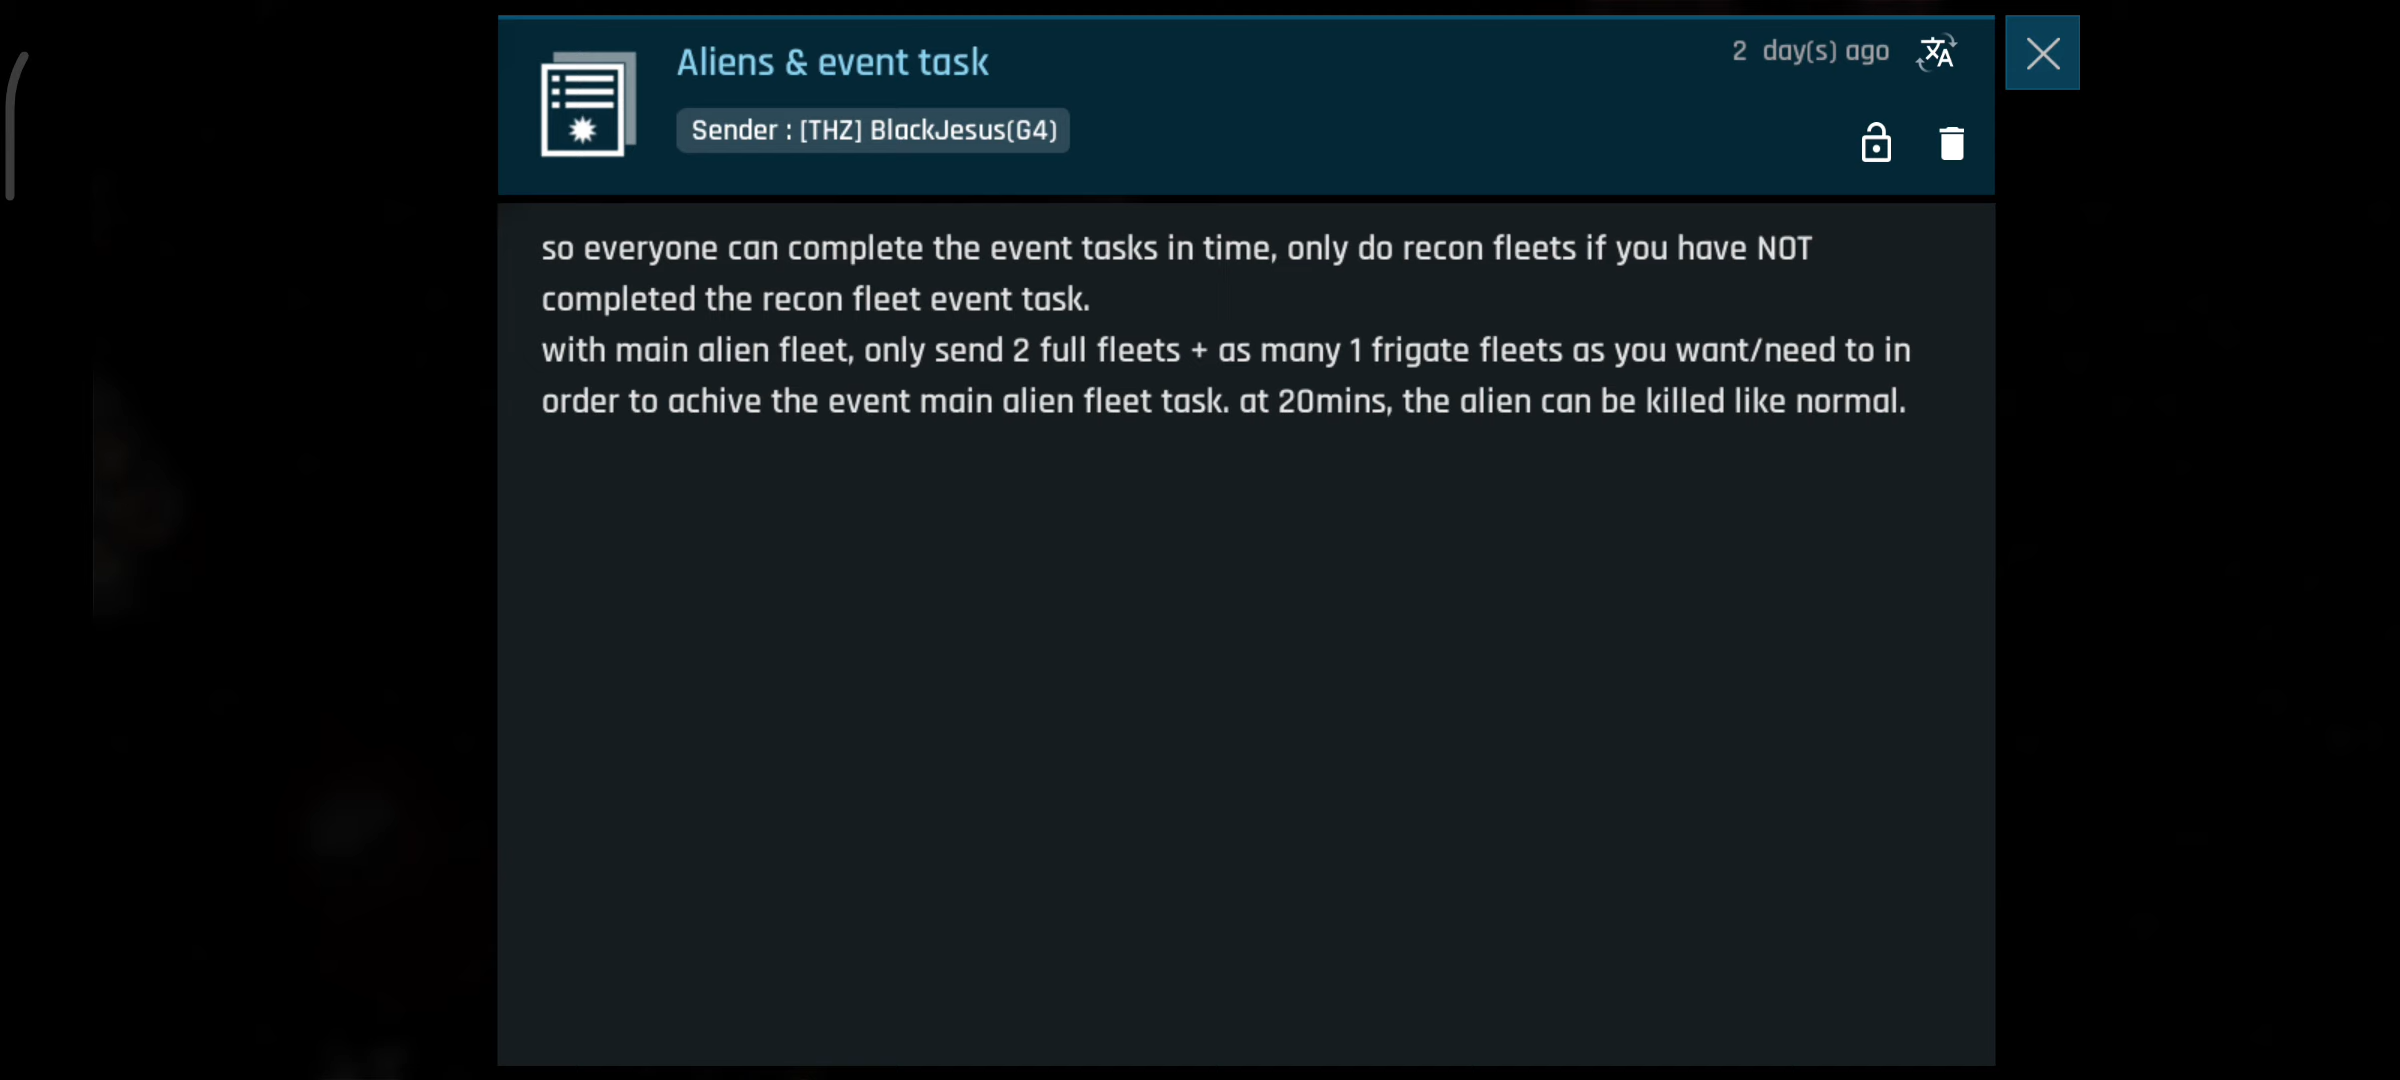 Aliens & event task
2 day(s) ago
Sender : [THZ] BlackJesus(G4)
so everyone can complete the event tasks in time, only do recon fleets if you have NOT
completed the recon fleet event task.
with main alien fleet, only send 2 full fleets + as many 1 frigate fleets as you want/need to in
order to achive the event main alien fleet task. at 20mins, the alien can be killed like normal.